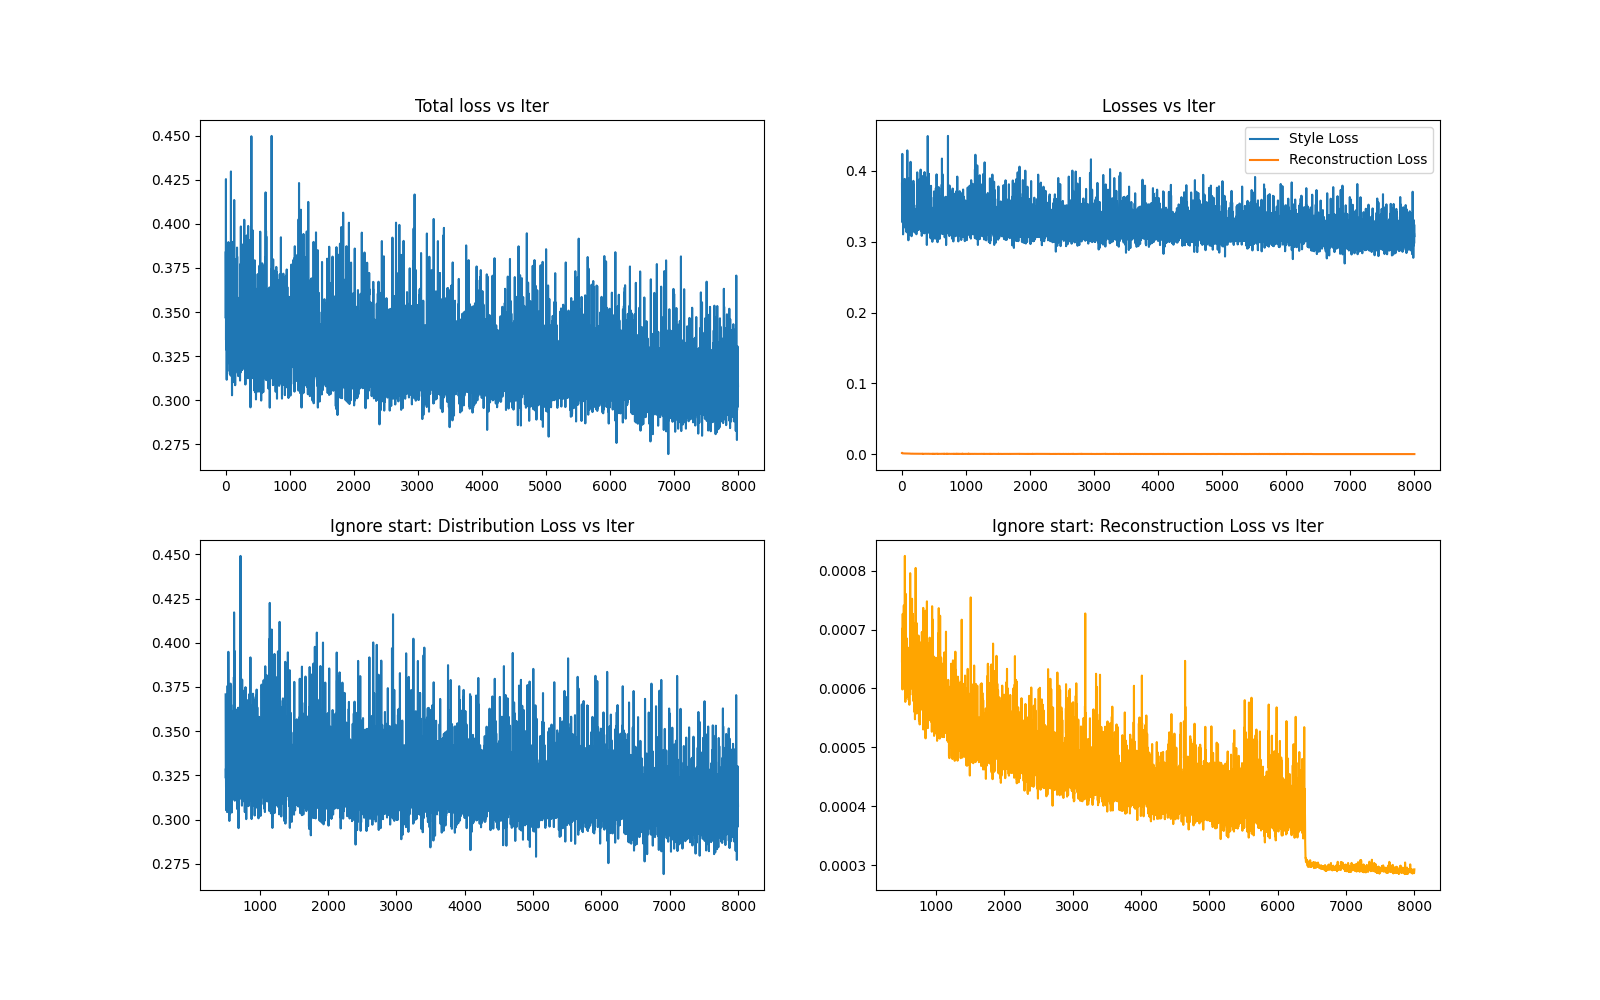 Total loss vs Iter
0.450
0.425
0.400
0.375
0.350
0.325
0.300
0.275
0 1000 2000 3000 4000 5000 6000 7000 8000
Losses vs Iter
Style Loss
Reconstruction Loss
0.4
0.3
0.2
0.1
0.0
0 1000 2000 3000 4000 5000 6000 7000 8000
Ignore start: Distribution Loss vs Iter
0.450
0.425
0.400
0.375
0.350
0.325
0.300
0.275
1000 2000 3000 4000 5000 6000 7000 8000
Ignore start: Reconstruction Loss vs Iter
0.0008
0.0007
0.0006
0.0005
0.0004
0.0003
1000 2000 3000 4000 5000 6000 7000 8000